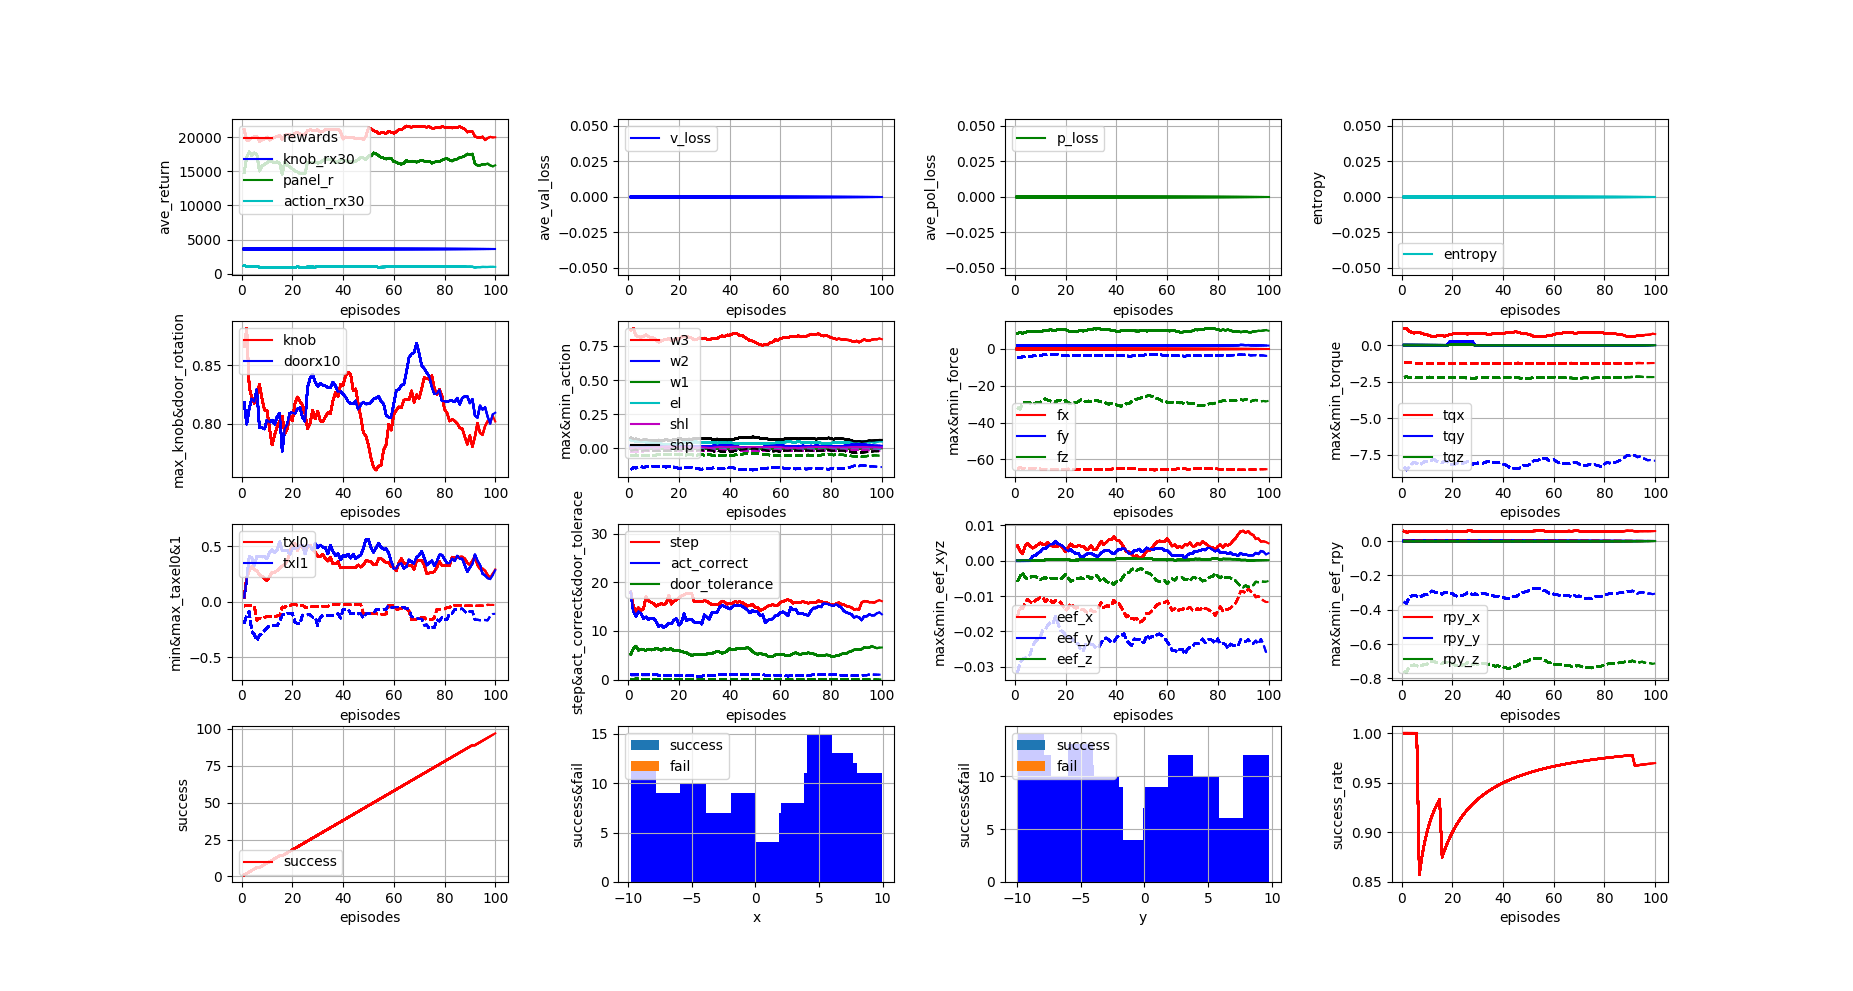 ave_return
20000
15000
10000
5000
0
rewards
knob_rx30
panel_r
action_rx30
0 20 40 60 80 100
episodes
ave_val_loss
0.050
0.025
0.000
−0.025
−0.050
v_loss
0 20 40 60 80 100
episodes
ave_pol_loss
0.050
0.025
0.000
−0.025
−0.050
p_loss
0 20 40 60 80 100
episodes
entropy
0.050
0.025
0.000
−0.025
−0.050
entropy
0 20 40 60 80 100
episodes
max_knob&door_rotation
0.85
0.80
knob
doorx10
0 20 40 60 80 100
episodes
max&min_action
0.75
0.50
0.25
0.00
w3
w2
w1
el
shl
shp
0 20 40 60 80 100
episodes
max&min_force
0
−20
−40
−60
fx
fy
fz
0 20 40 60 80 100
episodes
max&min_torque
0.0
−2.5
−5.0
−7.5
tqx
tqy
tqz
0 20 40 60 80 100
episodes
min&max_taxel0&1
0.5
0.0
−0.5
txl0
txl1
0 20 40 60 80 100
episodes
step&act_correct&door_tolerace
30
20
10
0
step
act_correct
door_tolerance
0 20 40 60 80 100
episodes
max&min_eef_xyz
0.01
0.00
−0.01
−0.02
−0.03
eef_x
eef_y
eef_z
0 20 40 60 80 100
episodes
max&min_eef_rpy
0.0
−0.2
−0.4
−0.6
−0.8
rpy_x
rpy_y
rpy_z
0 20 40 60 80 100
episodes
success
100
75
50
25
0
success
0 20 40 60 80 100
episodes
success&fail
15
10
5
0
success
fail
−10 −5 0 5 10
x
success&fail
10
5
0
success
fail
−10 −5 0 5 10
y
success_rate
1.00
0.95
0.90
0.85
0 20 40 60 80 100
episodes